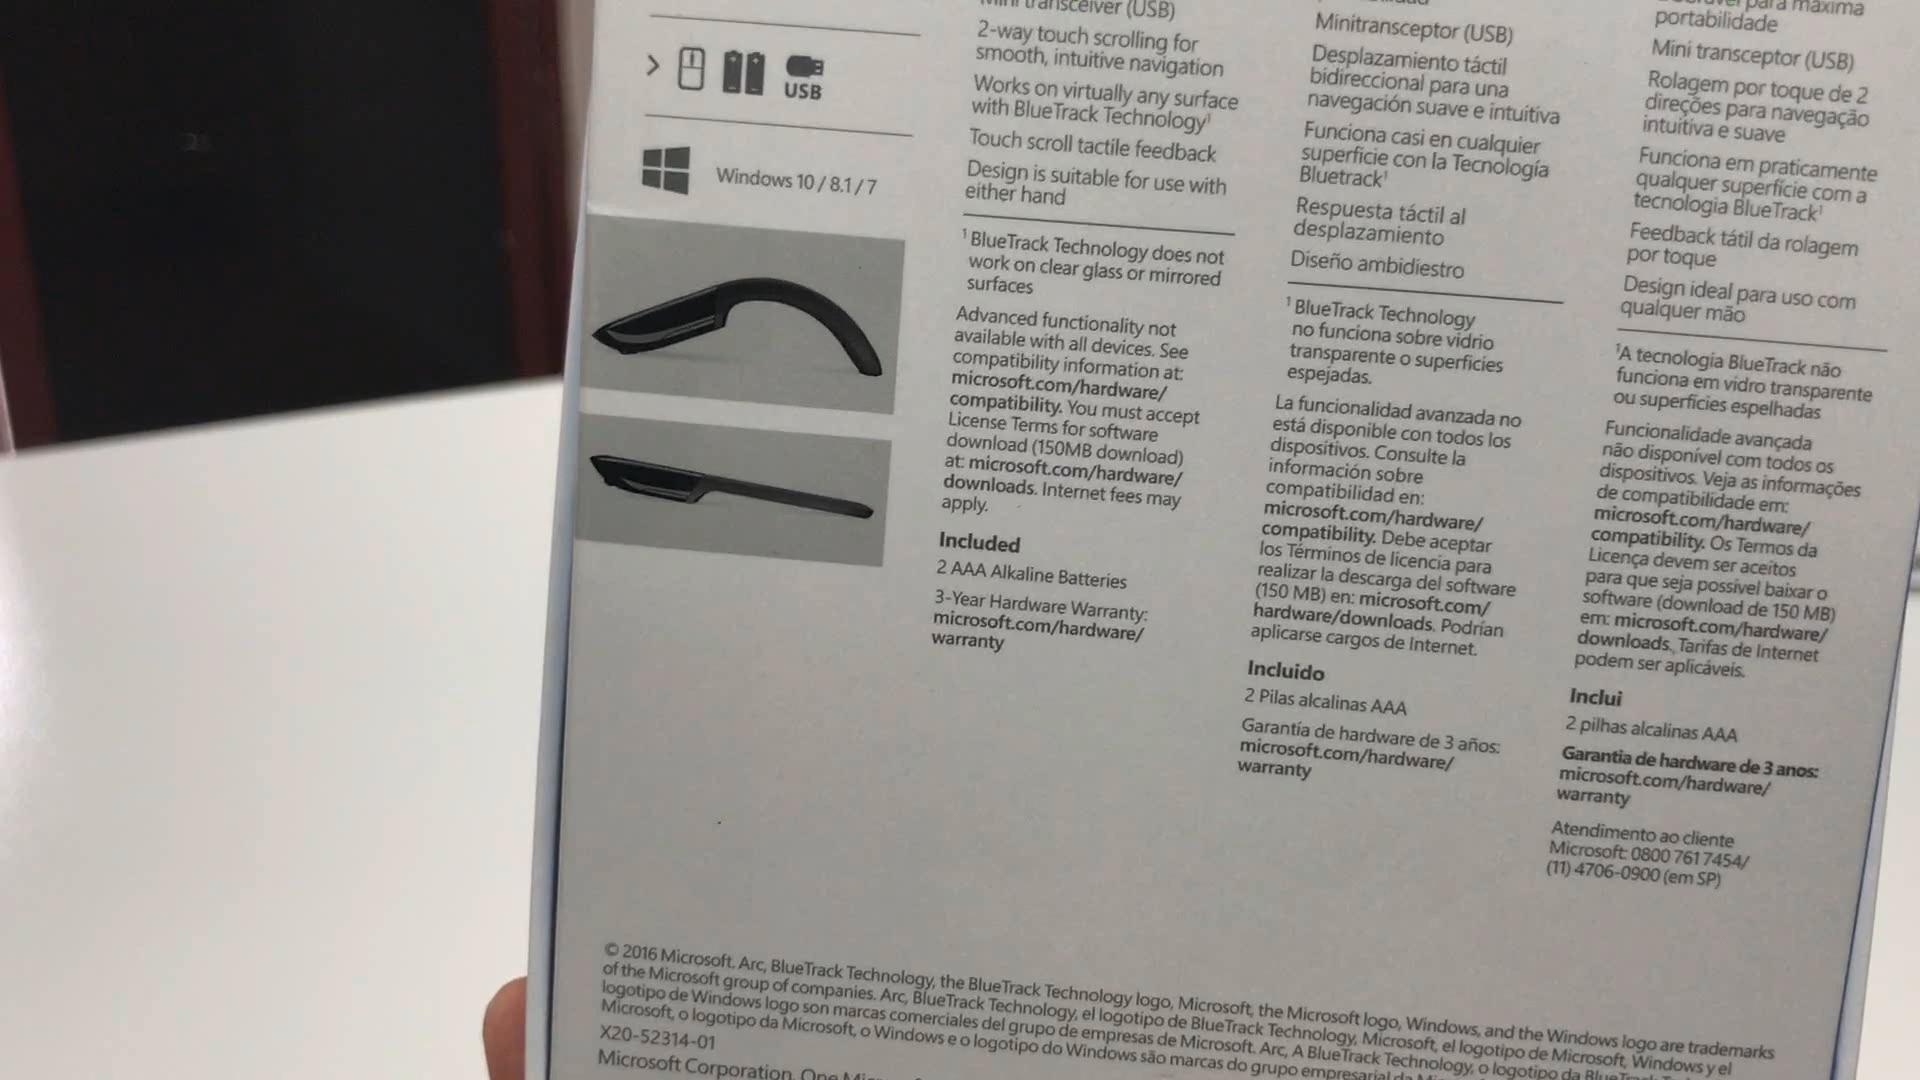 USB
Windows 10 / 8.1 / 7
transceiver (USB)
2-way touch scrolling for
smooth, intuitive navigation
Works on virtually any surface
with BlueTrack Technology¹
Touch scroll tactile feedback
Design is suitable for use with
either hand
¹ BlueTrack Technology does not
work on clear glass or mirrored
surfaces
Advanced functionality not
available with all devices. See
compatibility information at:
microsoft.com/hardware/
compatibility. You must accept
License Terms for software
download (150MB download)
at: microsoft.com/hardware/
downloads. Internet fees may
apply.
Included
2 AAA Alkaline Batteries
3-Year Hardware Warranty:
microsoft.com/hardware/
warranty
Minitransceptor (USB)
Desplazamiento táctil
bidireccional para una
navegación suave e intuitiva
Funciona casi en cualquier
superficie con la Tecnología
Bluetrack¹
Respuesta táctil al
desplazamiento
Diseño ambidiestro
¹ BlueTrack Technology
no funciona sobre vidrio
transparente o superficies
espejadas.
La funcionalidad avanzada no
está disponible con todos los
dispositivos. Consulte la
información sobre
compatibilidad en:
microsoft.com/hardware/
compatibility. Debe aceptar
los Términos de licencia para
realizar la descarga del software
(150 MB) en: microsoft.com/
hardware/downloads. Podrían
aplicarse cargos de Internet.
Incluido
2 Pilas alcalinas AAA
Garantía de hardware de 3 años:
microsoft.com/hardware/
warranty
para máxima
portabilidade
Mini transceptor (USB)
Rolagem por toque de 2
direções para navegação
intuitiva e suave
Funciona em praticamente
qualquer superfície com a
tecnologia BlueTrack¹
Feedback tátil da rolagem
por toque
Design ideal para uso com
qualquer mão
¹A tecnologia BlueTrack não
funciona em vidro transparente
ou superfícies espelhadas
Funcionalidade avançada
não disponível com todos os
dispositivos. Veja as informações
de compatibilidade em:
microsoft.com/hardware/
compatibility. Os Termos da
Licença devem ser aceitos
para que seja possível baixar o
software (download de 150 MB)
em: microsoft.com/hardware/
downloads. Tarifas de Internet
podem ser aplicáveis.
Inclui
2 pilhas alcalinas AAA
Garantia de hardware de 3 anos:
microsoft.com/hardware/
warranty
Atendimento ao cliente
Microsoft: 0800 761 7454/
(11) 4706-0900 (em SP)
© 2016 Microsoft. Arc, BlueTrack Technology, the BlueTrack Technology logo, Microsoft, the Microsoft logo, Windows, and the Windows logo are trademarks
of the Microsoft group of companies. Arc, BlueTrack Technology, el logotipo de BlueTrack Technology, Microsoft, el logotipo de Microsoft, Windows y el
logotipo de Windows logo son marcas comerciales del grupo de empresas de Microsoft. Arc, A BlueTrack Technology, o logotipo da BlueTrack
Microsoft, o logotipo da Microsoft, o Windows e o logotipo do Windows são marcas do grupo empresarial da
X20-52314-01
Microsoft Corporation, One